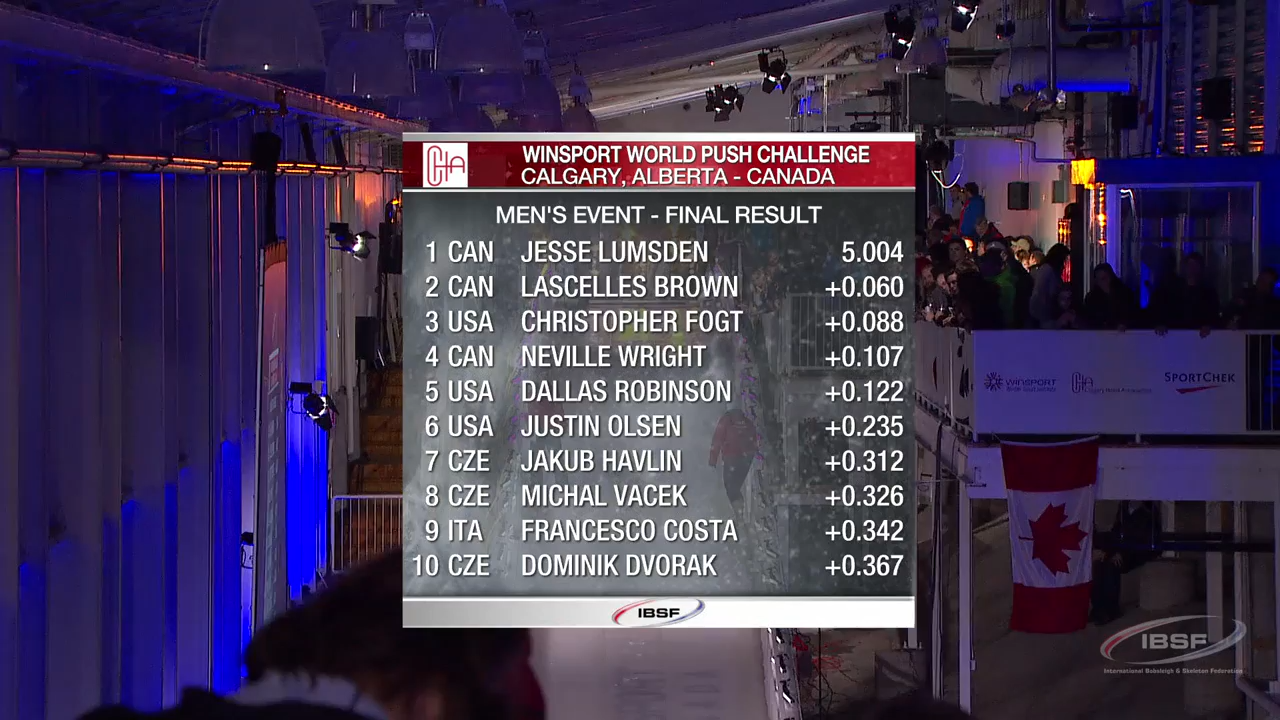 WINSPORT WORLD PUSH CHALLENGE
CALGARY, ALBERTA - CANADA
MEN'S EVENT - FINAL RESULT
1 CAN JESSE LUMSDEN 5.004
2 CAN LASCELLES BROWN +0.060
3 USA CHRISTOPHER FOGT +0.088
4 CAN NEVILLE WRIGHT +0.107
5 USA DALLAS ROBINSON +0.122
6 USA JUSTIN OLSEN +0.235
7 CZE JAKUB HAVLIN +0.312
8 CZE MICHAL VACEK +0.326
9 ITA FRANCESCO COSTA +0.342
10 CZE DOMINIK DVORAK +0.367
IBSF
WINSPORT
SPORTCHEK
IBSF
International Bobsleigh & Skeleton Federation